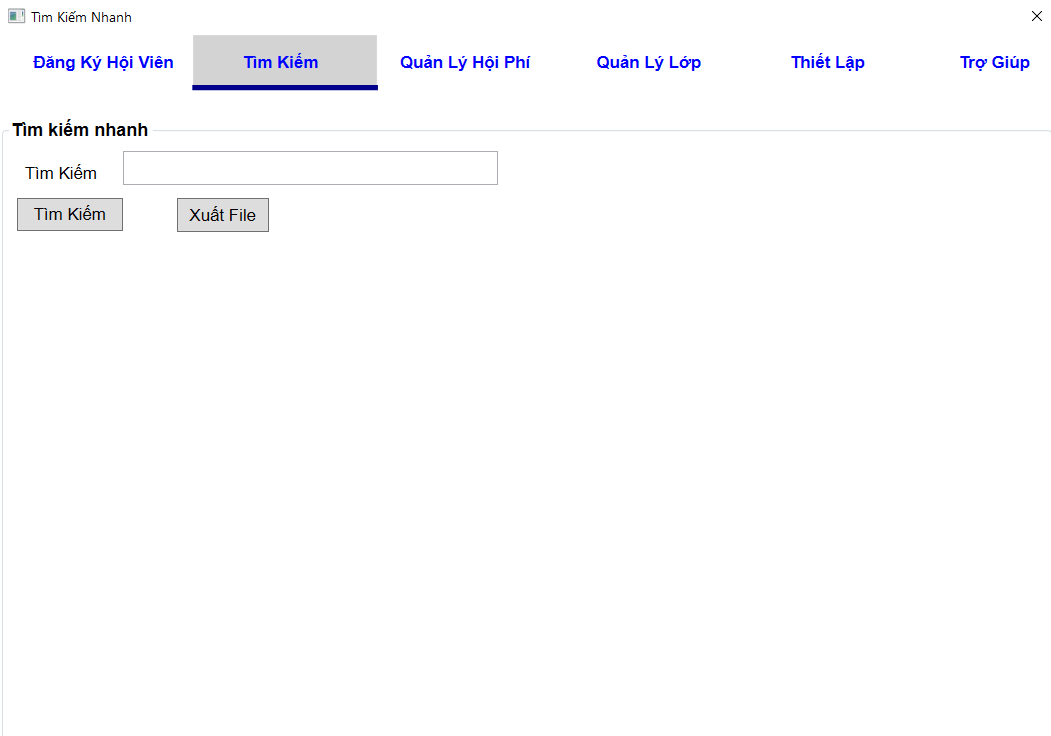 Tìm Kiếm Nhanh
Đăng Ký Hội Viên Tìm Kiếm Quản Lý Hội Phí Quản Lý Lớp Thiết Lập Trợ Giúp
Tìm kiếm nhanh
Tìm Kiếm
Tìm Kiếm Xuất File